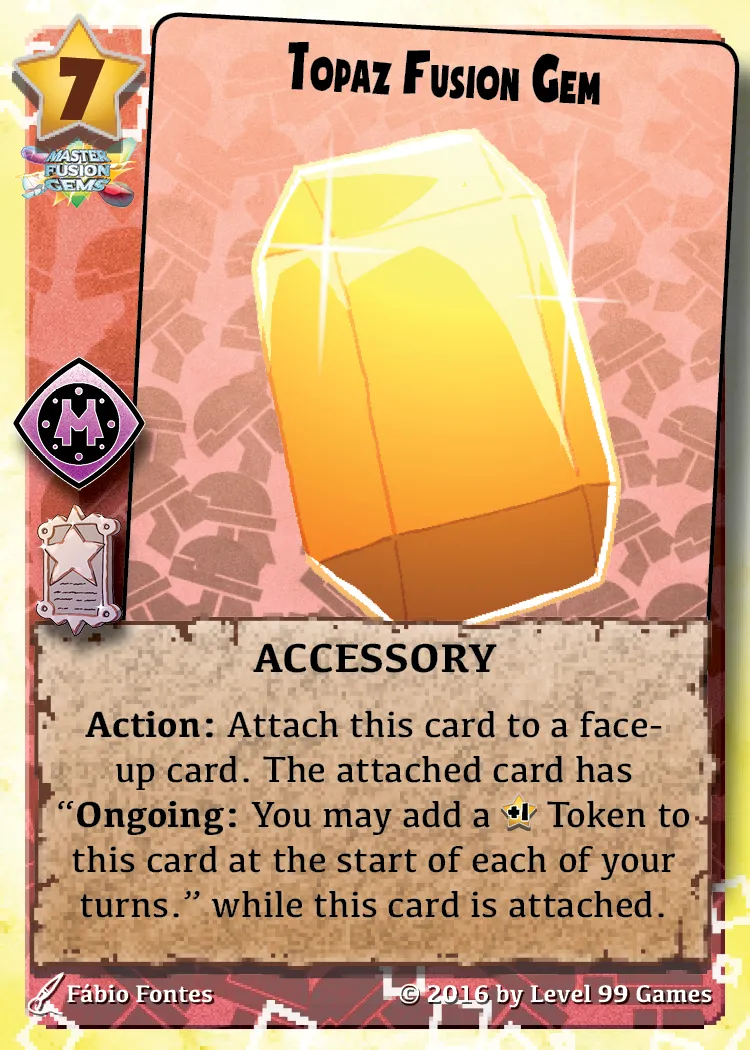 7
Topaz Fusion Gem
MASTER
FUSION
GEMS
M
ACCESSORY
Action: Attach this card to a face-
up card. The attached card has
“Ongoing: You may add a +1 Token to
this card at the start of each of your
turns.” while this card is attached.
Fábio Fontes
© 2016 by Level 99 Games